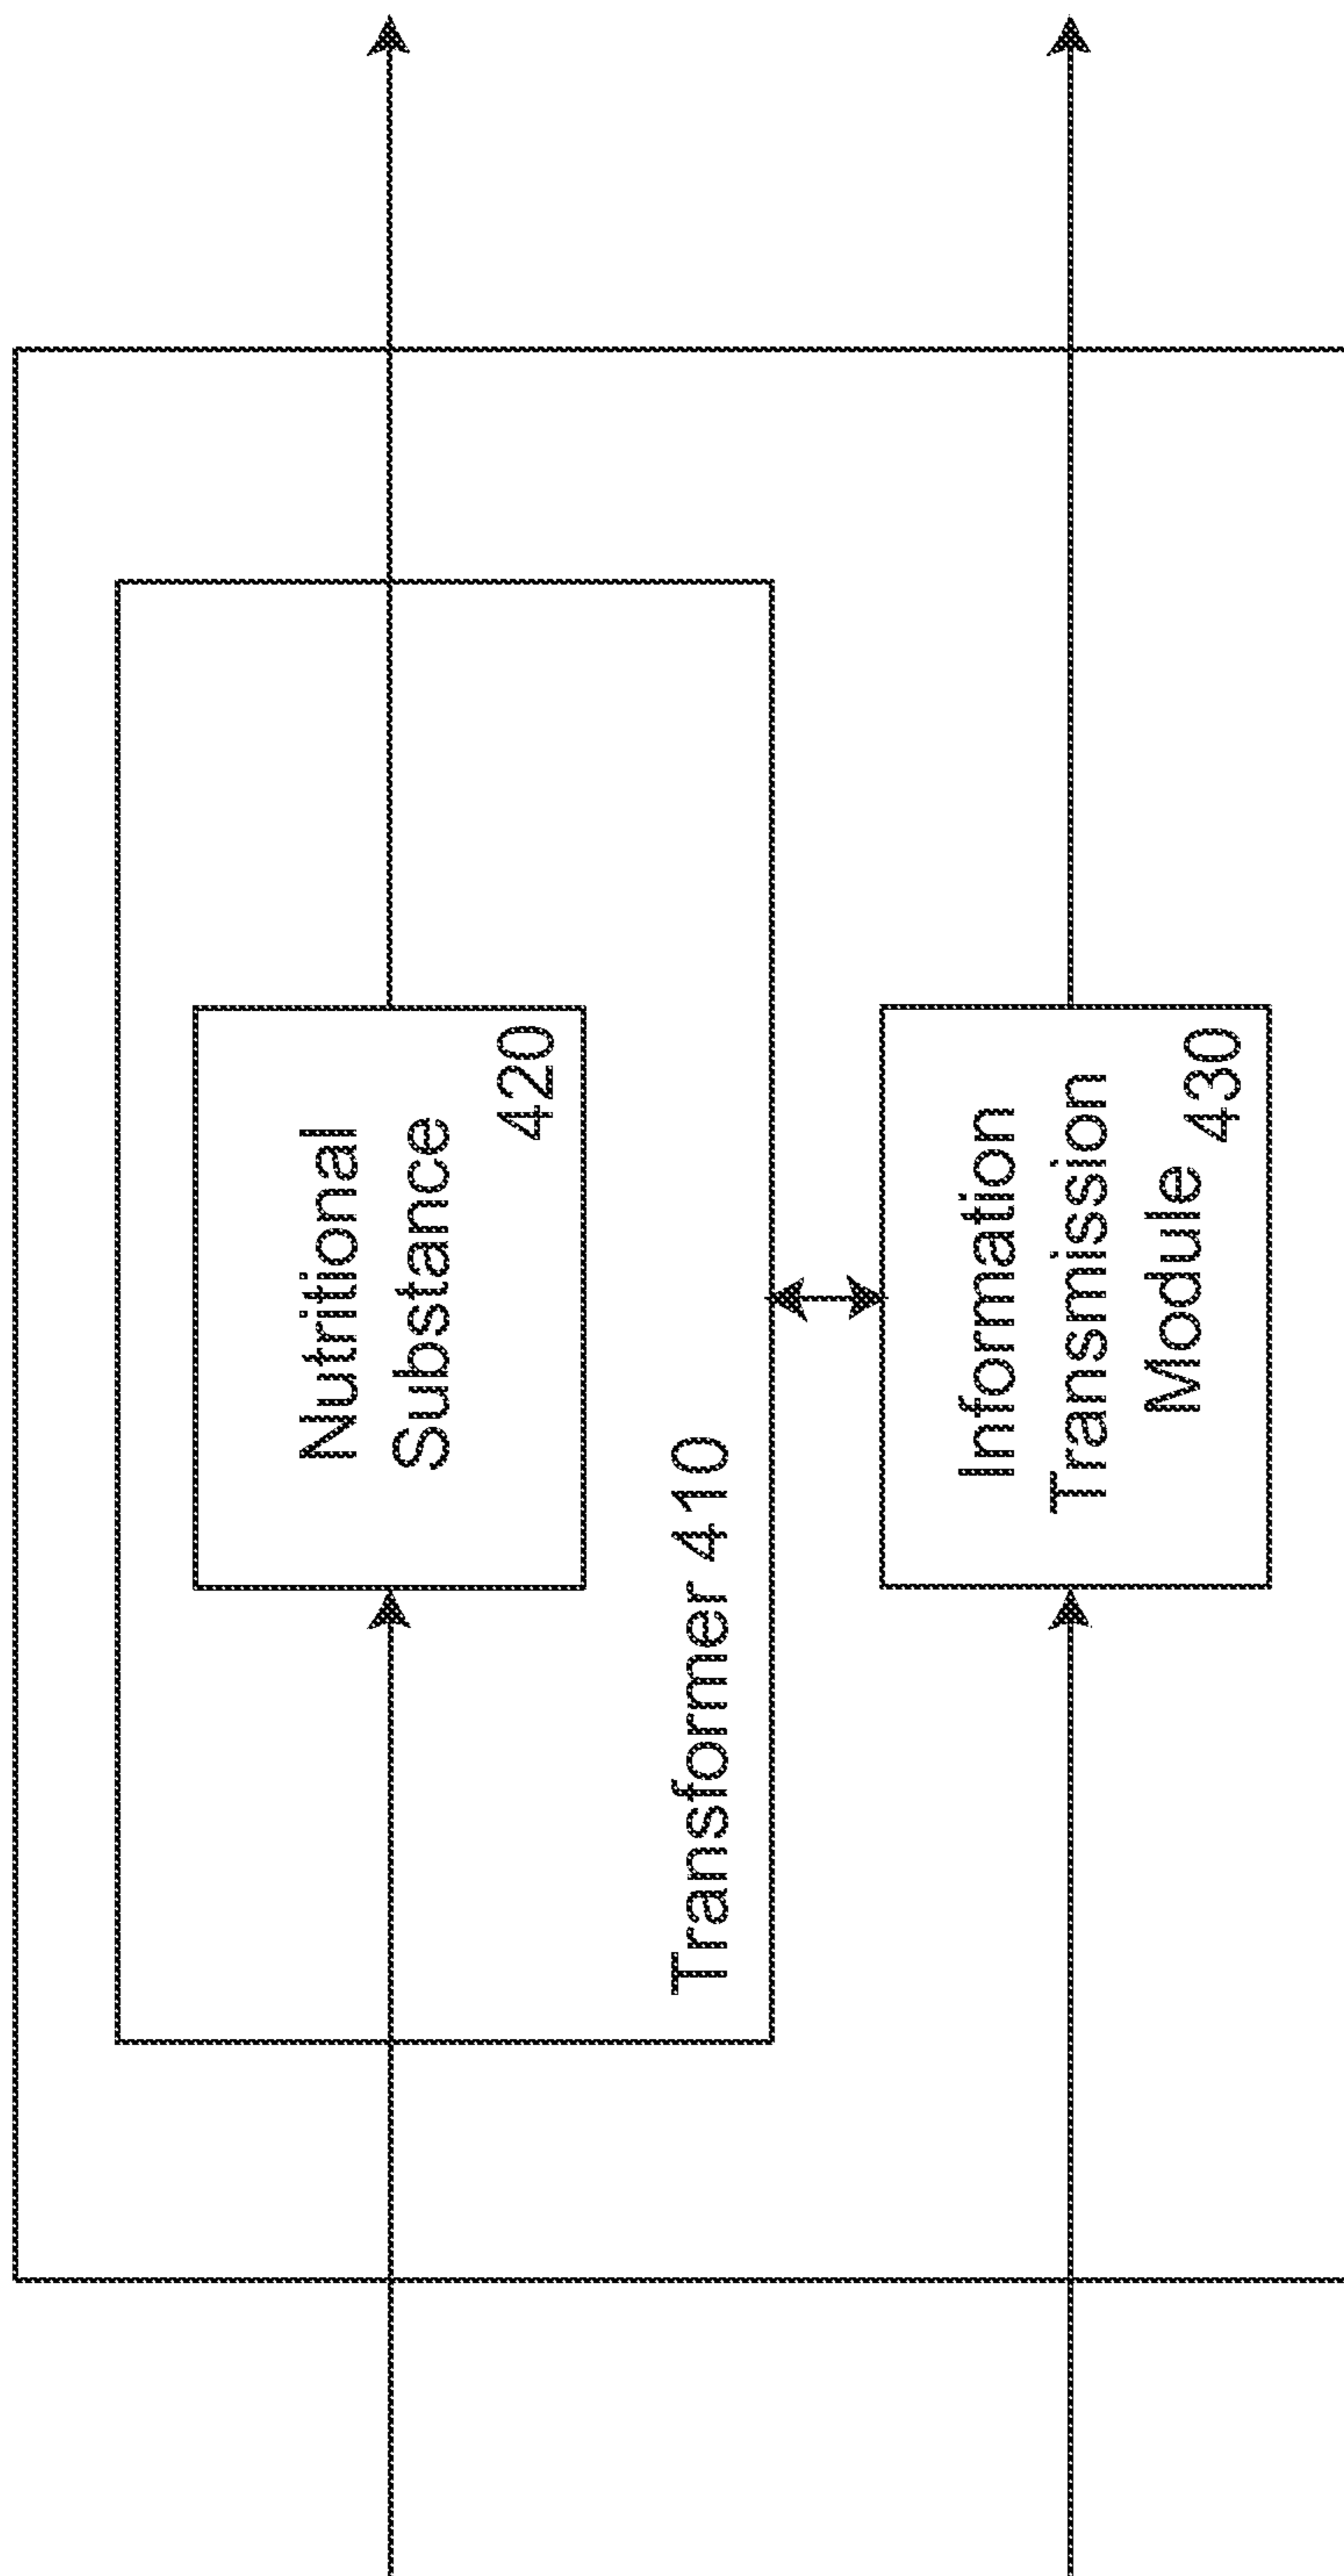 Nutritional
Substance
420
Transformer 410
Information
Transmission
Module 430